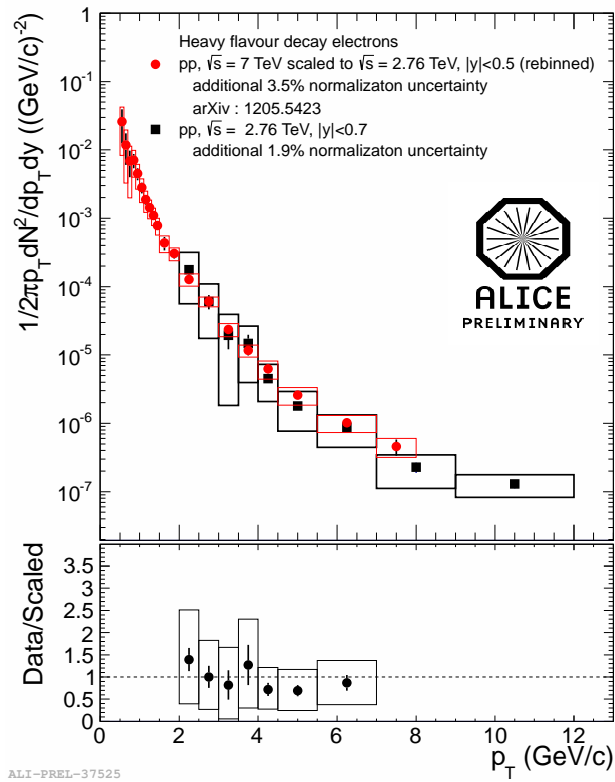 Heavy flavour decay electrons
pp, √s = 7 TeV scaled to √s = 2.76 TeV, |y|<0.5 (rebinned)
additional 3.5% normalizaton uncertainty
arXiv : 1205.5423
pp, √s = 2.76 TeV, |y|<0.7
additional 1.9% normalizaton uncertainty
1/2πp_T dN²/dp_T dy ((GeV/c)⁻²)
1
10⁻¹
10⁻²
10⁻³
10⁻⁴
10⁻⁵
10⁻⁶
10⁻⁷
ALICE
PRELIMINARY
Data/Scaled
3.5
3
2.5
2
1.5
1
0.5
0
0 2 4 6 8 10 12
p_T (GeV/c)
ALI-PREL-37525